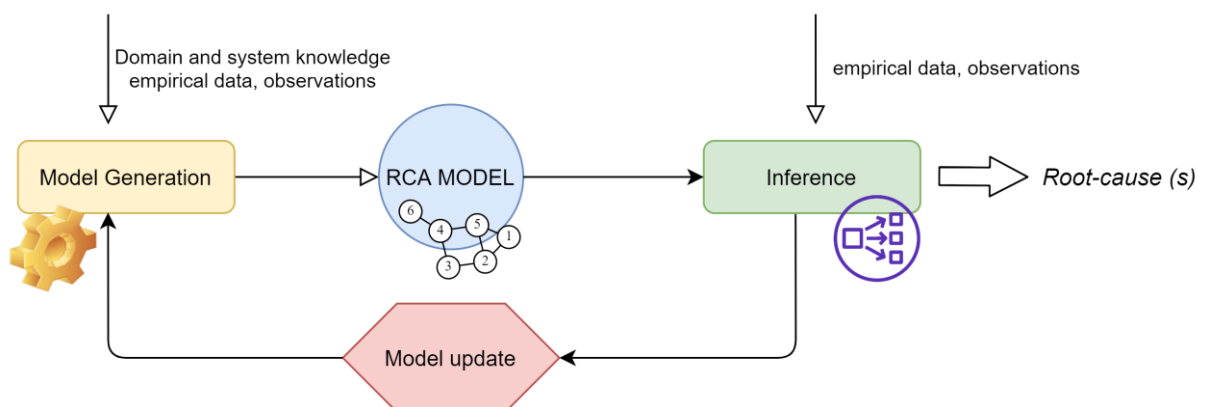 Domain and system knowledge
empirical data, observations
empirical data, observations
Model Generation
RCA MODEL
Inference
Root-cause (s)
6
4
5
1
3
2
Model update